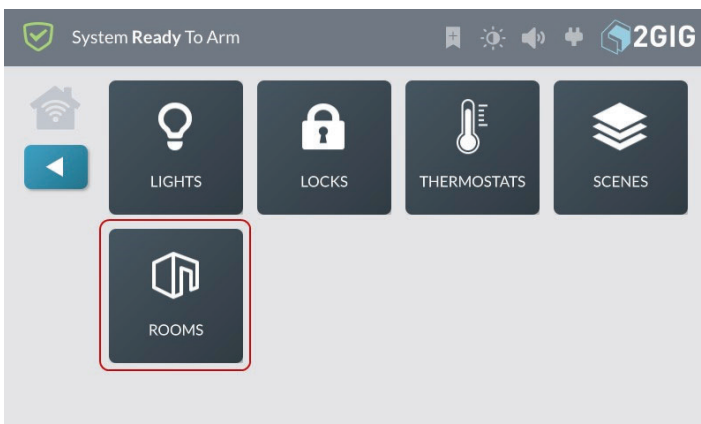 System Ready To Arm
2GIG
LIGHTS
LOCKS
THERMOSTATS
SCENES
ROOMS